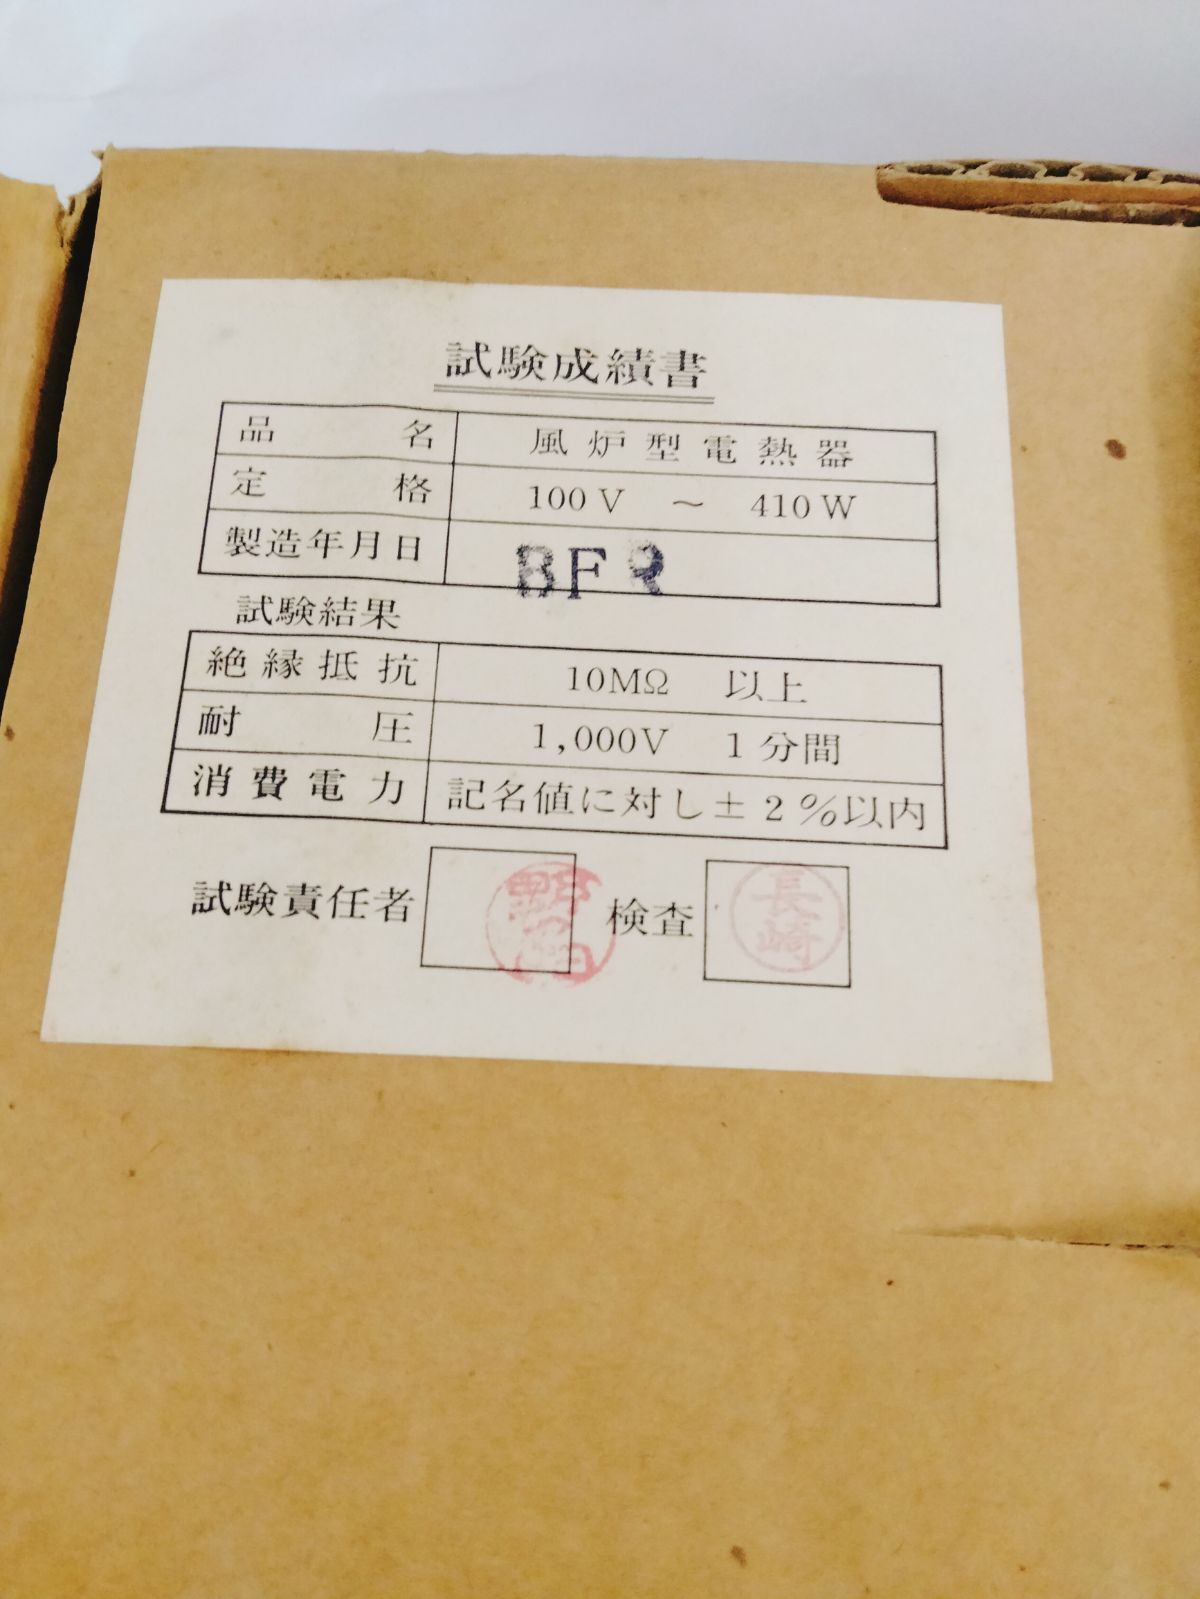 試験成績書
品名 風炉型電熱器
定格 100V ～ 410W
製造年月日 BFR
試験結果
絶縁抵抗 10MΩ 以上
耐圧 1,000V 1分間
消費電力 記名値に対し±2%以内
試験責任者 検査 長崎